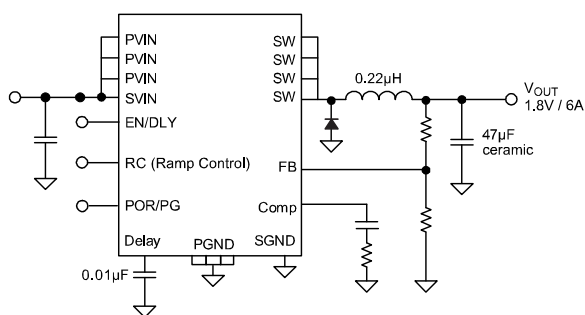 PVIN
PVIN
PVIN
SVIN
EN/DLY
RC (Ramp Control)
POR/PG
Delay
0.01µF
PGND
SGND
SW
SW
SW
SW
FB
Comp
0.22µH
VOUT
1.8V / 6A
47µF
ceramic